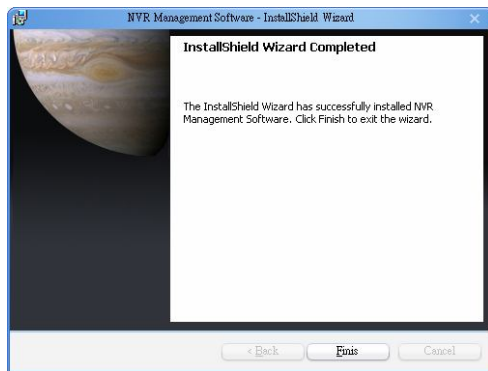 NVR Management Software - InstallShield Wizard
InstallShield Wizard Completed
The InstallShield Wizard has successfully installed NVR
Management Software. Click Finish to exit the wizard.
< Back
Finis
Cancel